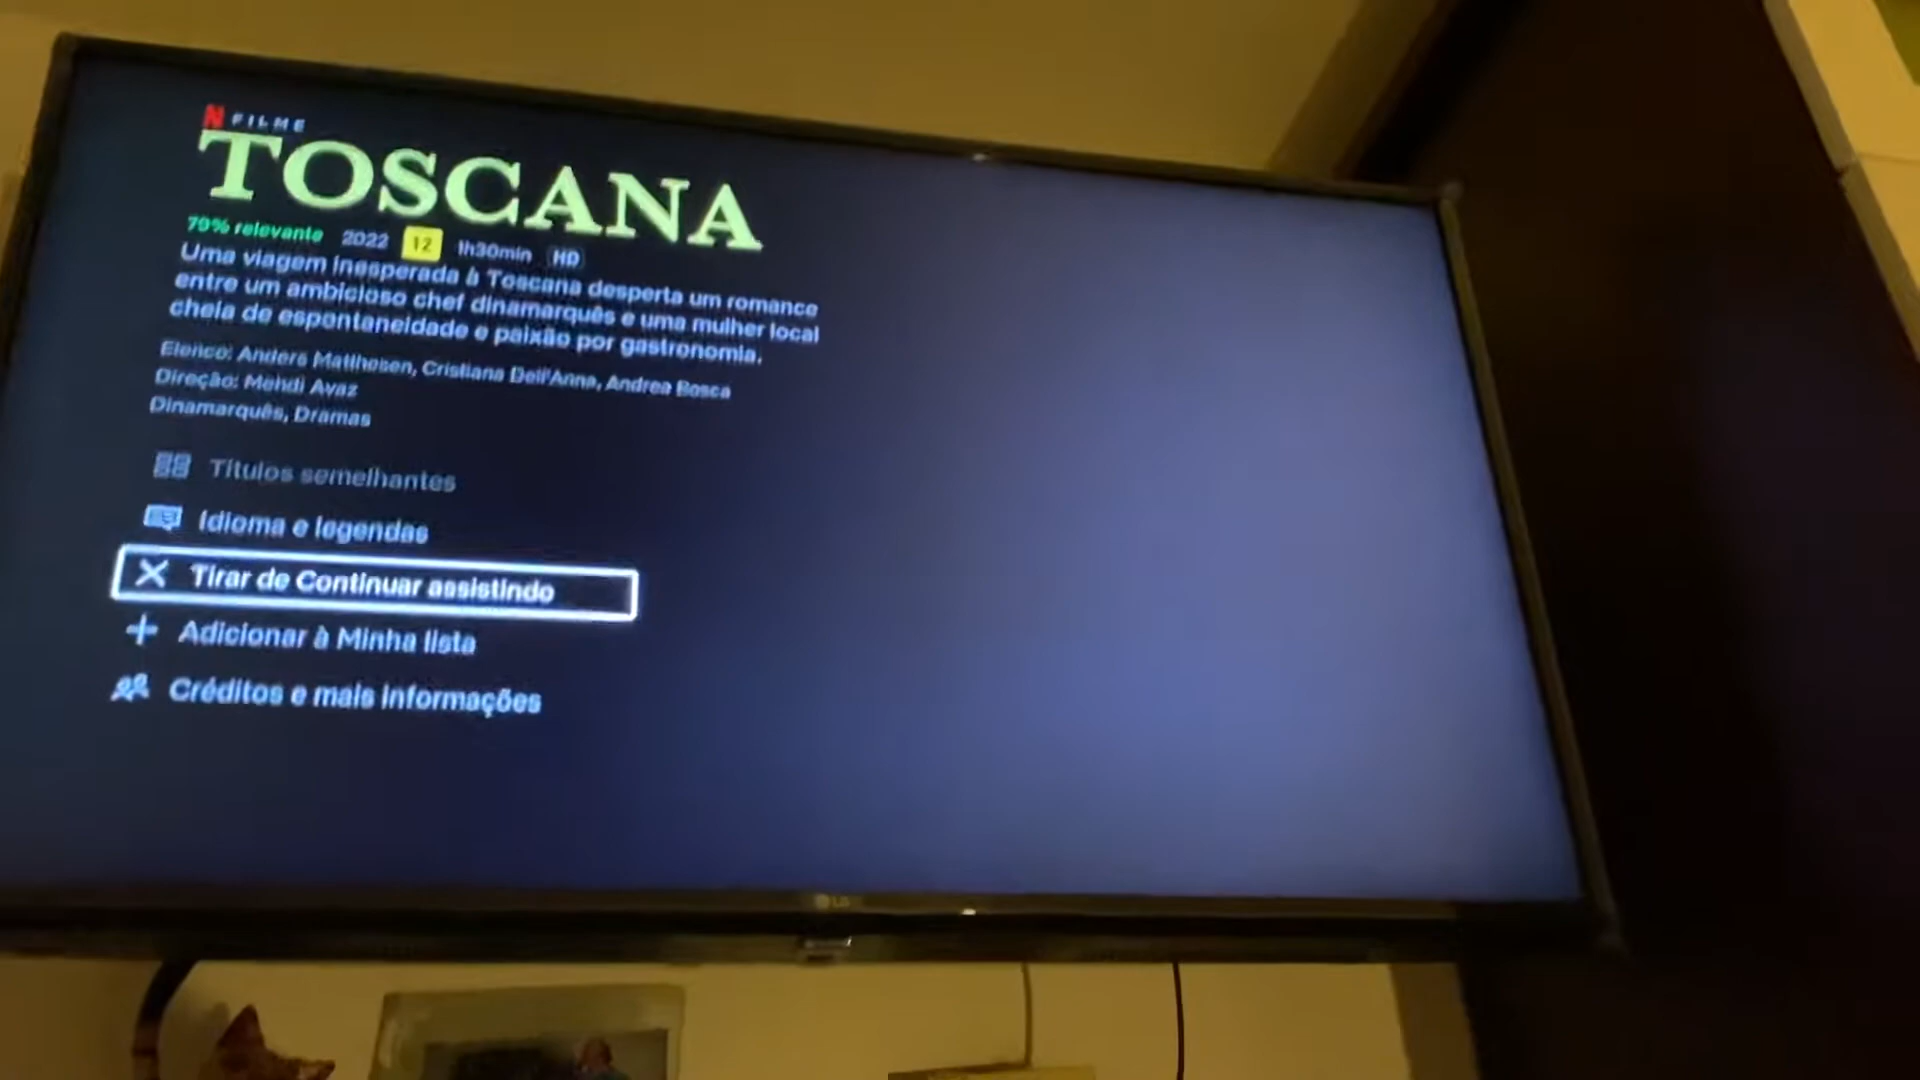 N FILME
TOSCANA
79% relevante 2022 12 1h30min HD
Uma viagem inesperada à Toscana desperta um romance
entre um ambicioso chef dinamarquês e uma mulher local
cheia de espontaneidade e paixão por gastronomia.
Elenco: Anders Matthesen, Cristiana Dell'Anna, Andrea Bosca
Direção: Mehdi Avaz
Dinamarquês, Dramas
Títulos semelhantes
Idioma e legendas
Tirar de Continuar assistindo
Adicionar à Minha lista
Créditos e mais informações
LG